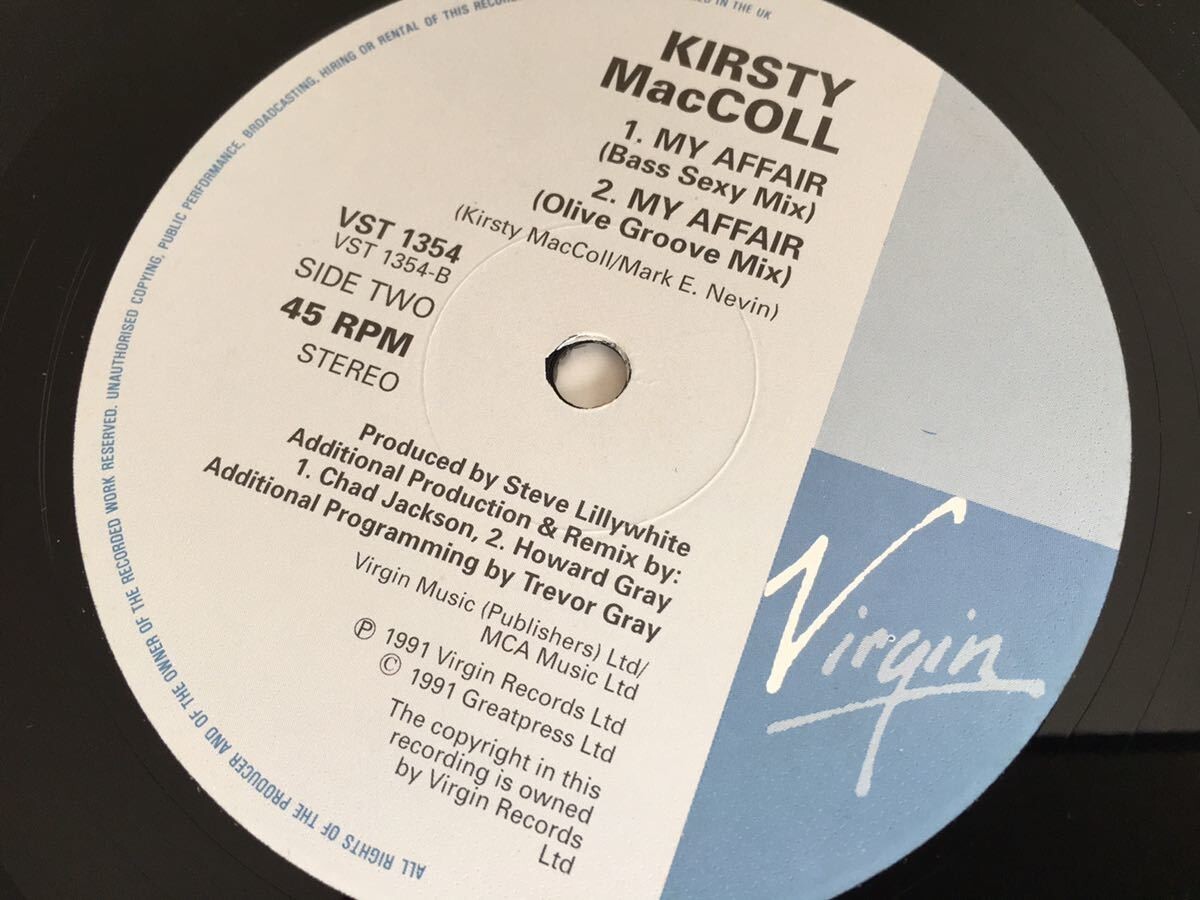 KIRSTY
MacCOLL
1. MY AFFAIR
(Bass Sexy Mix)
2. MY AFFAIR
(Olive Groove Mix)
(Kirsty MacColl/Mark E. Nevin)
VST 1354
VST 1354-B
SIDE TWO
45 RPM
STEREO
Produced by Steve Lillywhite
Additional Production & Remix by:
1. Chad Jackson, 2. Howard Gray
Additional Programming by Trevor Gray
Virgin Music (Publishers) Ltd/
MCA Music Ltd
℗ 1991 Virgin Records Ltd
© 1991 Greatpress Ltd
The copyright in this
recording is owned
by Virgin Records
Ltd
Virgin
ALL RIGHTS OF THE PRODUCER AND OF THE OWNER OF THE RECORDED WORK RESERVED. UNAUTHORISED COPYING, PUBLIC PERFORMANCE, BROADCASTING, HIRING OR RENTAL OF THIS RECOR
IN THE UK